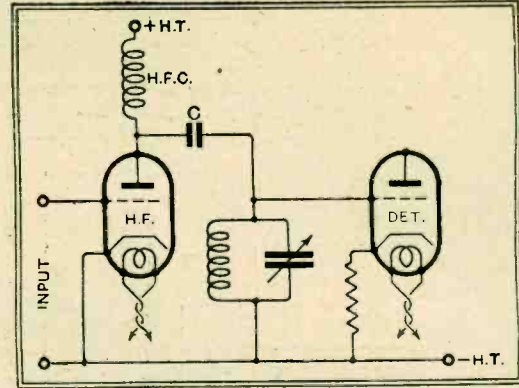 + H.T.
H.F.C.
C
H.F.
DET.
INPUT
- H.T.